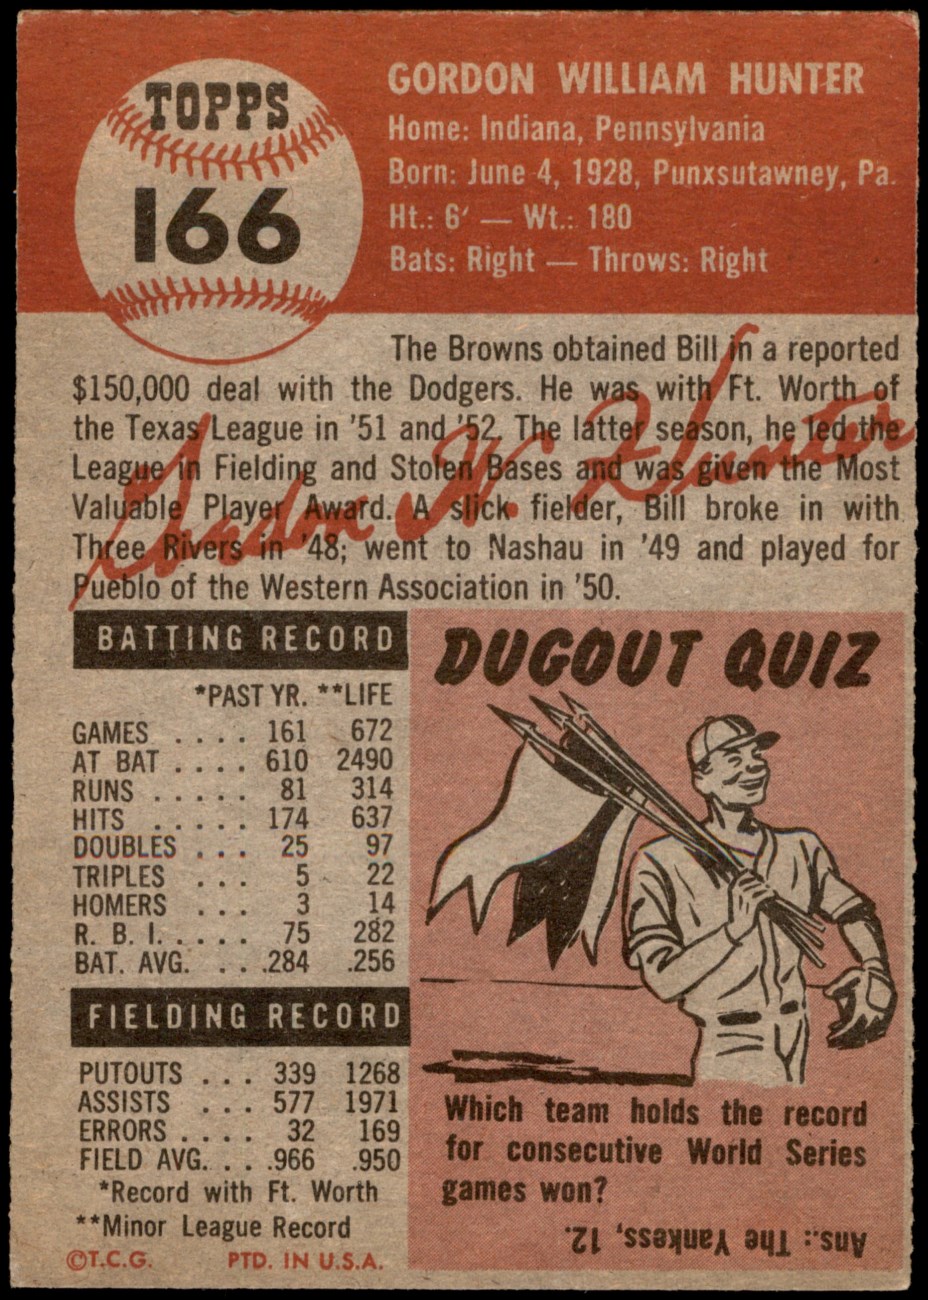 TOPPS
166
GORDON WILLIAM HUNTER
Home: Indiana, Pennsylvania
Born: June 4, 1928, Punxsutawney, Pa.
Ht.: 6′ — Wt.: 180
Bats: Right — Throws: Right
The Browns obtained Bill in a reported
$150,000 deal with the Dodgers. He was with Ft. Worth of
the Texas League in '51 and '52. The latter season, he led the
League in Fielding and Stolen Bases and was given the Most
Valuable Player Award. A slick fielder, Bill broke in with
Three Rivers in '48; went to Nashau in '49 and played for
Pueblo of the Western Association in '50.
Gordon W. Hunter
BATTING RECORD
*PAST YR. **LIFE
GAMES . . . . 161 672
AT BAT . . . . 610 2490
RUNS . . . . . 81 314
HITS . . . . . 174 637
DOUBLES . . . 25 97
TRIPLES . . . 5 22
HOMERS . . . 3 14
R. B. I. . . . . . 75 282
BAT. AVG. . . .284 .256
FIELDING RECORD
PUTOUTS . . . 339 1268
ASSISTS . . . 577 1971
ERRORS . . . . 32 169
FIELD AVG. . . .966 .950
*Record with Ft. Worth
**Minor League Record
©T.C.G. PTD. IN U.S.A.
DUGOUT QUIZ
Which team holds the record
for consecutive World Series
games won?
Ans.: The Yankess, 12.